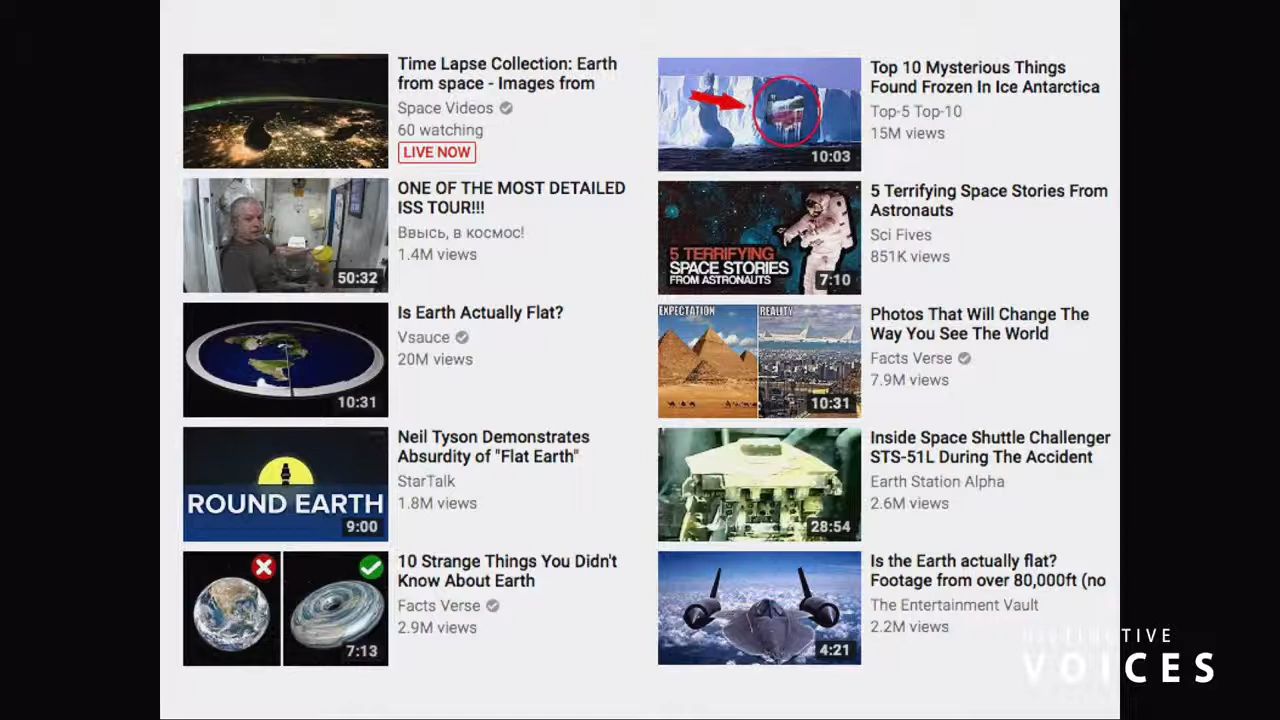 Time Lapse Collection: Earth
from space - Images from
Space Videos
60 watching
LIVE NOW
ONE OF THE MOST DETAILED
ISS TOUR!!!
Ввысь, в космос!
1.4M views
50:32
Is Earth Actually Flat?
Vsauce
20M views
10:31
Neil Tyson Demonstrates
Absurdity of "Flat Earth"
StarTalk
1.8M views
ROUND EARTH
9:00
10 Strange Things You Didn't
Know About Earth
Facts Verse
2.9M views
7:13
Top 10 Mysterious Things
Found Frozen In Ice Antarctica
Top-5 Top-10
15M views
10:03
5 Terrifying Space Stories From
Astronauts
Sci Fives
851K views
5 TERRIFYING
SPACE STORIES
FROM ASTRONAUTS
7:10
EXPECTATION
REALITY
Photos That Will Change The
Way You See The World
Facts Verse
7.9M views
10:31
Inside Space Shuttle Challenger
STS-51L During The Accident
Earth Station Alpha
2.6M views
28:54
Is the Earth actually flat?
Footage from over 80,000ft (no
The Entertainment Vault
2.2M views
4:21
DISTINCTIVE
VOICES